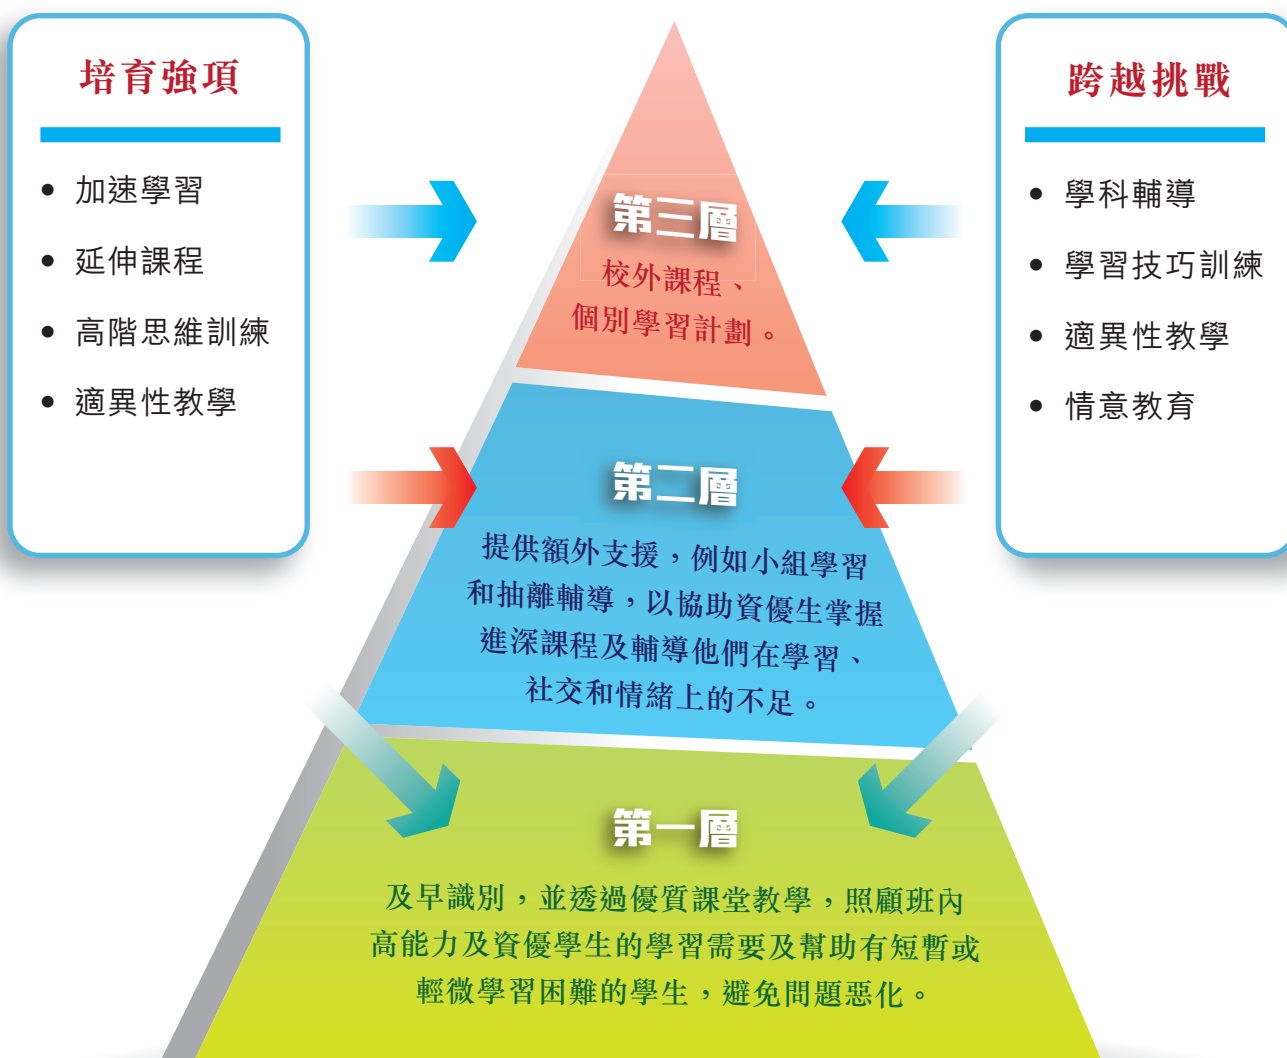 培育強項
• 加速學習
• 延伸課程
• 高階思維訓練
• 適異性教學
跨越挑戰
• 學科輔導
• 學習技巧訓練
• 適異性教學
• 情意教育
第三層
校外課程、
個別學習計劃。
第二層
提供額外支援，例如小組學習
和抽離輔導，以協助資優生掌握
進深課程及輔導他們在學習、
社交和情緒上的不足。
第一層
及早識別，並透過優質課堂教學，照顧班內
高能力及資優學生的學習需要及幫助有短暫或
輕微學習困難的學生，避免問題惡化。